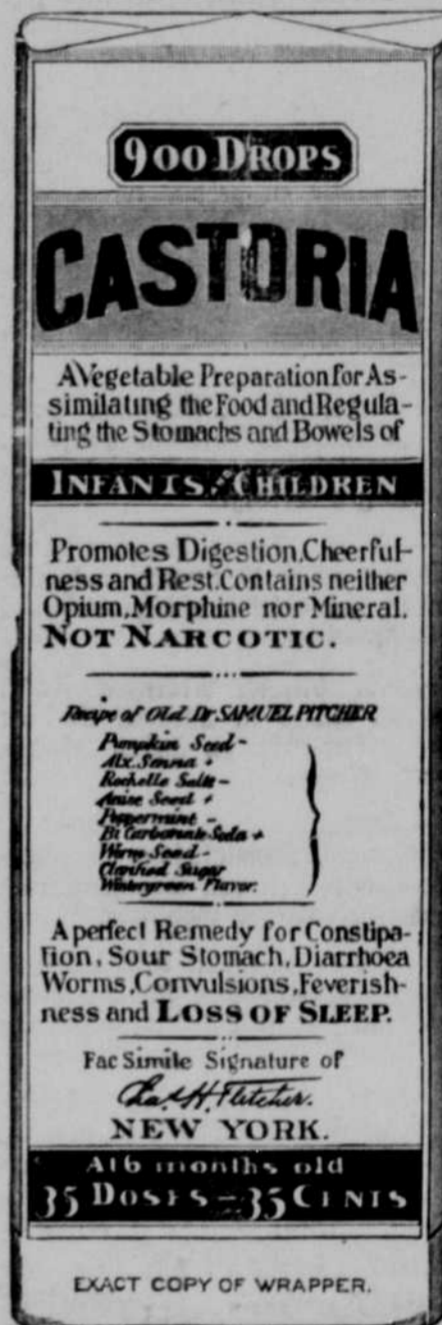 900 DROPS
CASTORIA
A Vegetable Preparation for As-
similating the Food and Regula-
ting the Stomachs and Bowels of
INFANTS, AND CHILDREN
Promotes Digestion, Cheerful-
ness and Rest. Contains neither
Opium, Morphine nor Mineral.
NOT NARCOTIC.
Recipe of Old Dr SAMUEL PITCHER
Pumpkin Seed -
Alx. Senna +
Rochelle Salts -
Anise Seed +
Peppermint -
Bi Carbonate Soda +
Worm Seed -
Clarified Sugar
Wintergreen Flavor.
A perfect Remedy for Constipa-
tion, Sour Stomach, Diarrhoea
Worms, Convulsions, Feverish-
ness and LOSS OF SLEEP.
Fac Simile Signature of
Chas. H. Fletcher.
NEW YORK.
At 6 months old
35 DOSES - 35 CENTS
EXACT COPY OF WRAPPER.